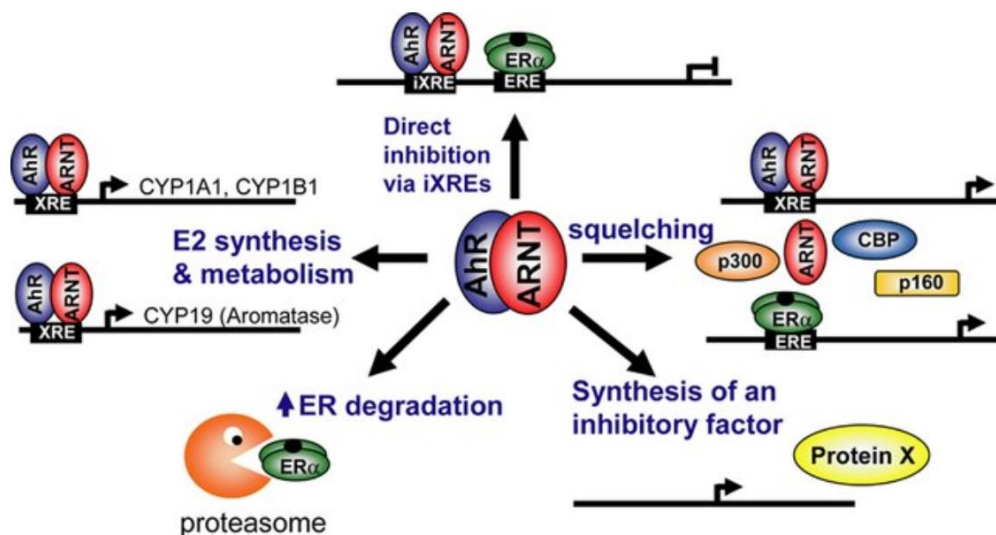 AhR
ARNT
iXRE
ERα
ERE
Direct
inhibition
via iXREs
AhR
ARNT
XRE
CYP1A1, CYP1B1
E2 synthesis
& metabolism
AhR
ARNT
XRE
CYP19 (Aromatase)
AhR
ARNT
squelching
AhR
ARNT
XRE
p300
ARNT
CBP
p160
ERα
ERE
ER degradation
ERα
proteasome
Synthesis of an
inhibitory factor
Protein X